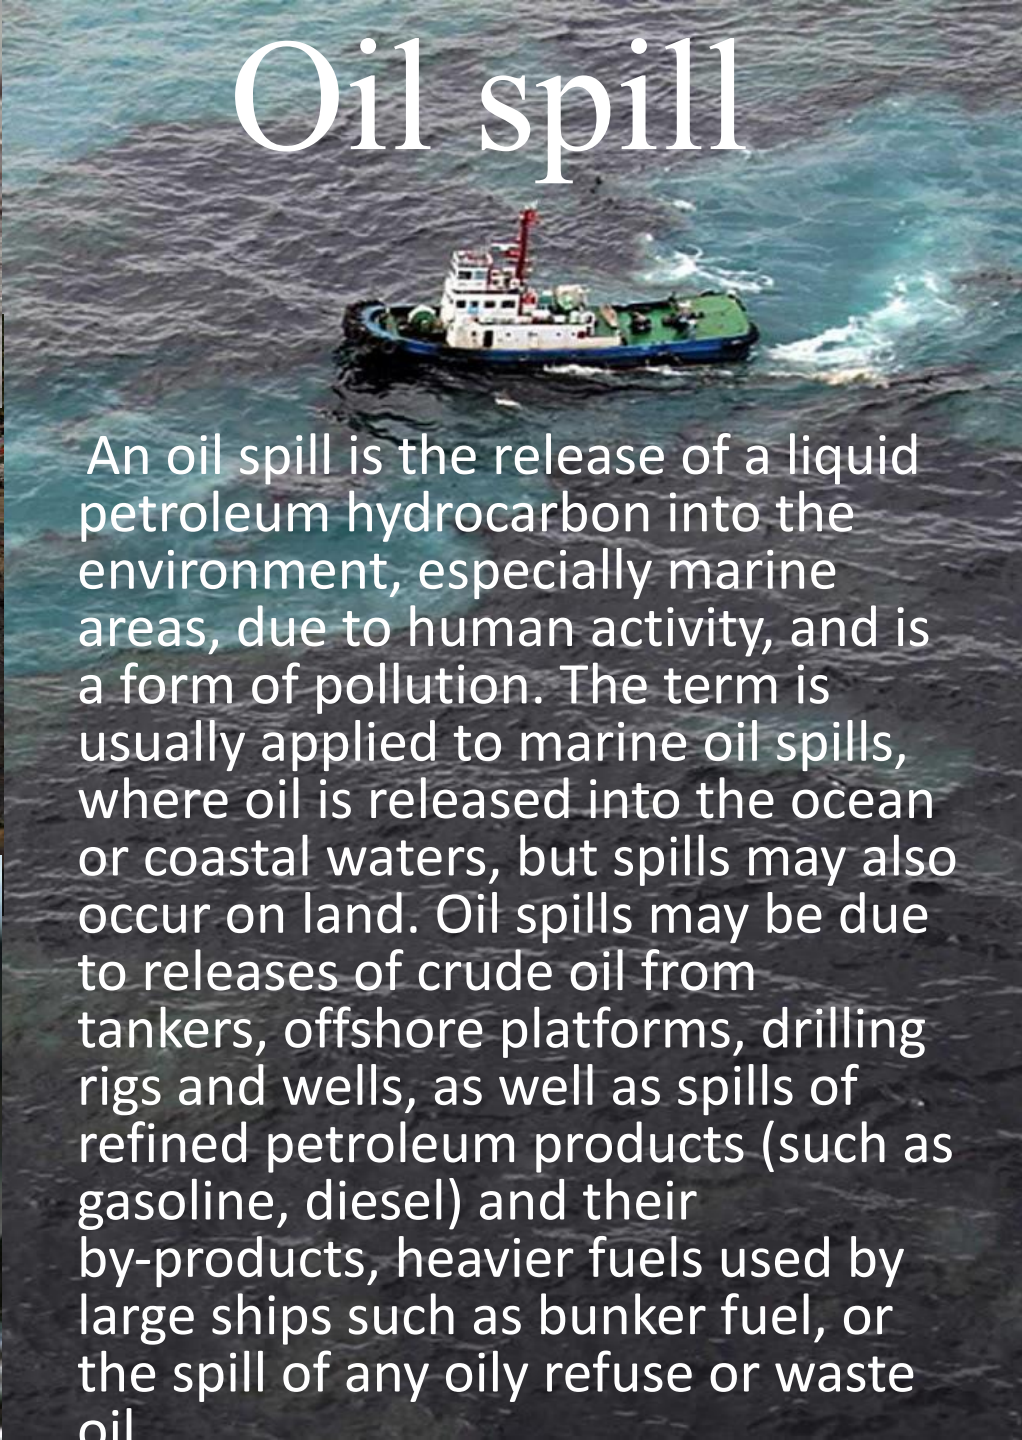 Oil spill
An oil spill is the release of a liquid
petroleum hydrocarbon into the
environment, especially marine
areas, due to human activity, and is
a form of pollution. The term is
usually applied to marine oil spills,
where oil is released into the ocean
or coastal waters, but spills may also
occur on land. Oil spills may be due
to releases of crude oil from
tankers, offshore platforms, drilling
rigs and wells, as well as spills of
refined petroleum products (such as
gasoline, diesel) and their
by-products, heavier fuels used by
large ships such as bunker fuel, or
the spill of any oily refuse or waste
oil